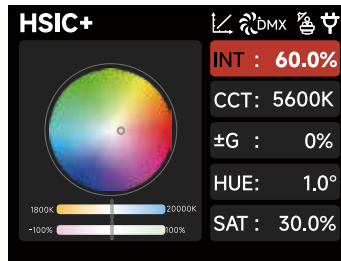 HSIC+
DMX
INT : 60.0%
CCT: 5600K
±G : 0%
HUE: 1.0°
SAT : 30.0%
1800K 20000K
-100% 100%